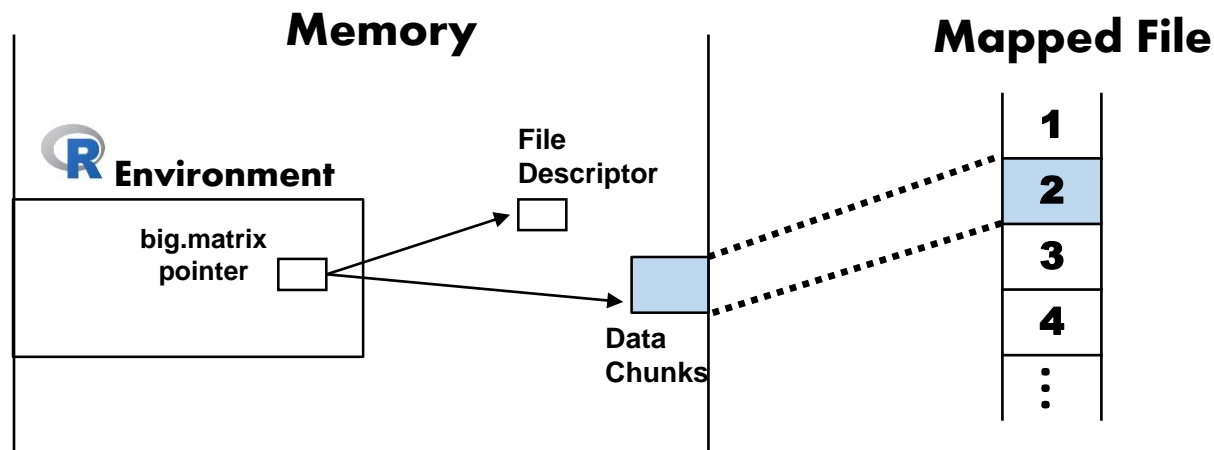 Memory
Mapped File
R Environment
File
Descriptor
big.matrix
pointer
Data
Chunks
1
2
3
4
⋮